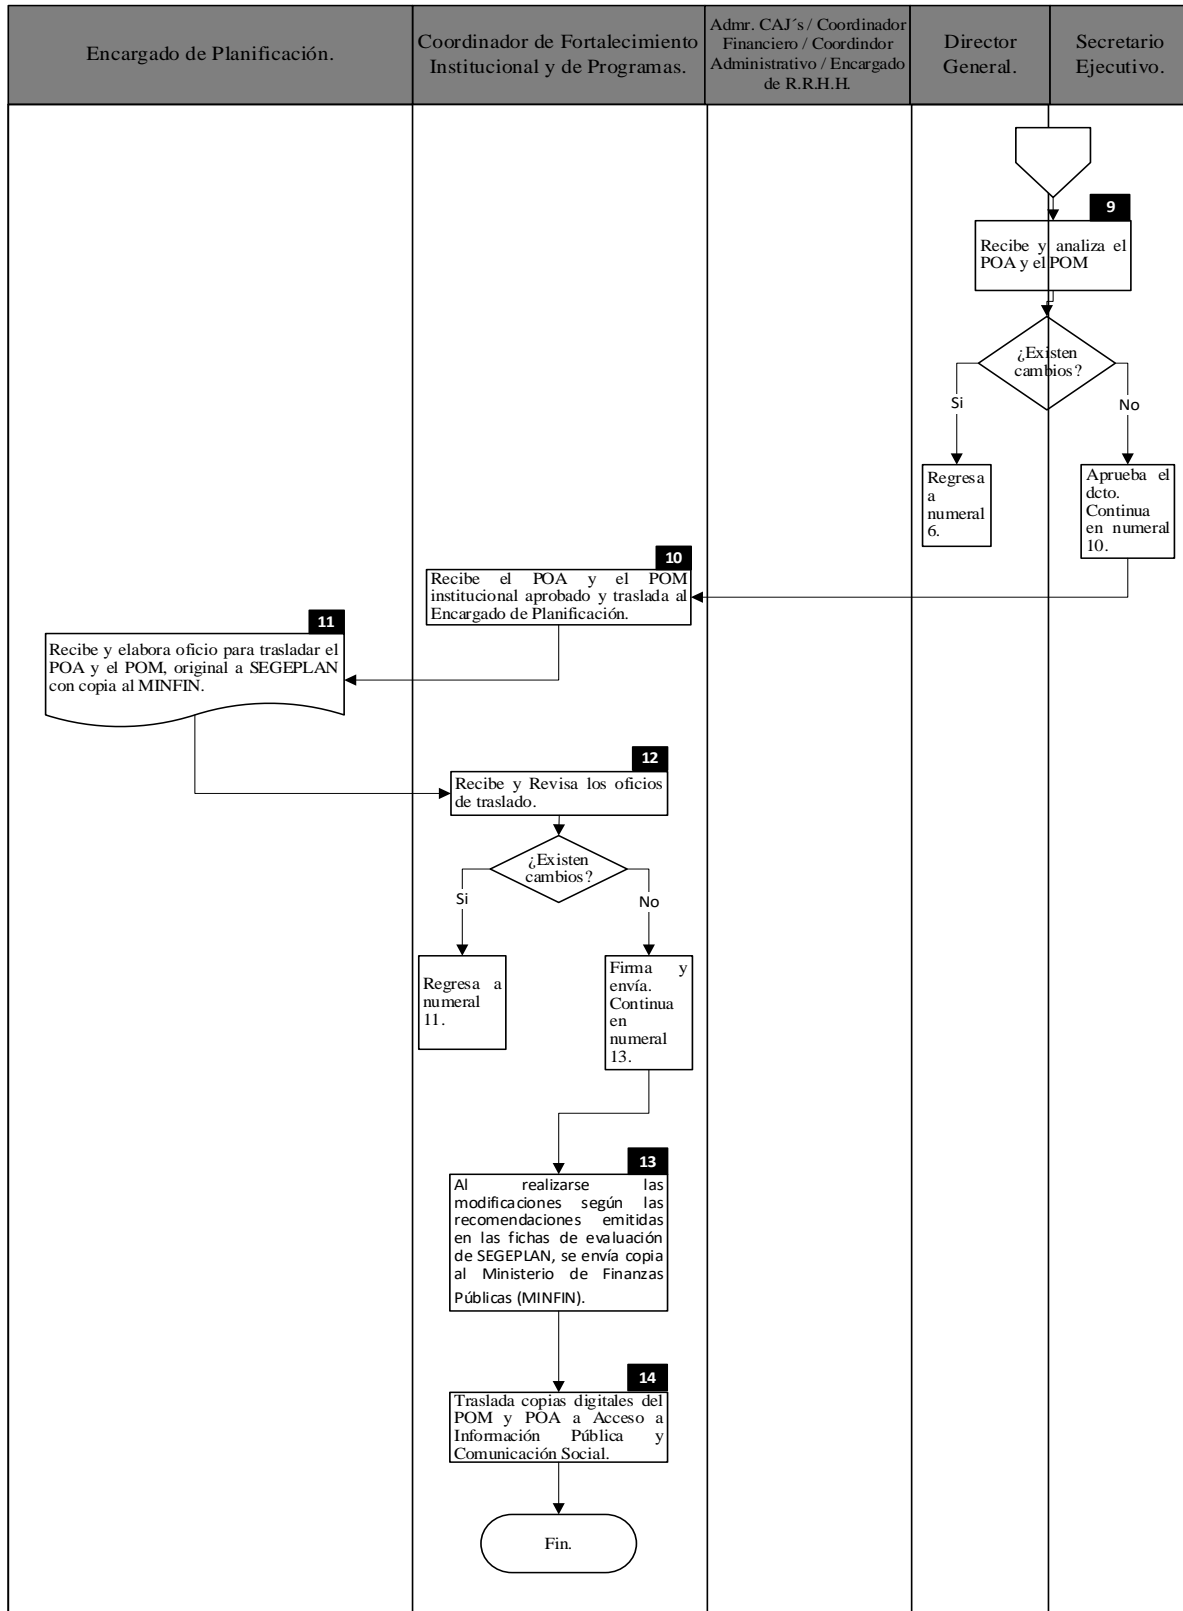 Encargado de Planificación.
Coordinador de Fortalecimiento
Institucional y de Programas.
Admr. CAJ´s / Coordinador
Financiero / Coordindor
Administrativo / Encargado
de R.R.H.H.
Director
General.
Secretario
Ejecutivo.
9
Recibe y analiza el
POA y el POM
¿Existen
cambios?
Si
No
Regresa
a
numeral
6.
Aprueba el
dcto.
Continua
en numeral
10.
10
Recibe el POA y el POM
institucional aprobado y traslada al
Encargado de Planificación.
11
Recibe y elabora oficio para trasladar el
POA y el POM, original a SEGEPLAN
con copia al MINFIN.
12
Recibe y Revisa los oficios
de traslado.
¿Existen
cambios?
Si
No
Regresa a
numeral
11.
Firma y
envía.
Continua
en
numeral
13.
13
Al realizarse las
modificaciones según las
recomendaciones emitidas
en las fichas de evaluación
de SEGEPLAN, se envía copia
al Ministerio de Finanzas
Públicas (MINFIN).
14
Traslada copias digitales del
POM y POA a Acceso a
Información Pública y
Comunicación Social.
Fin.